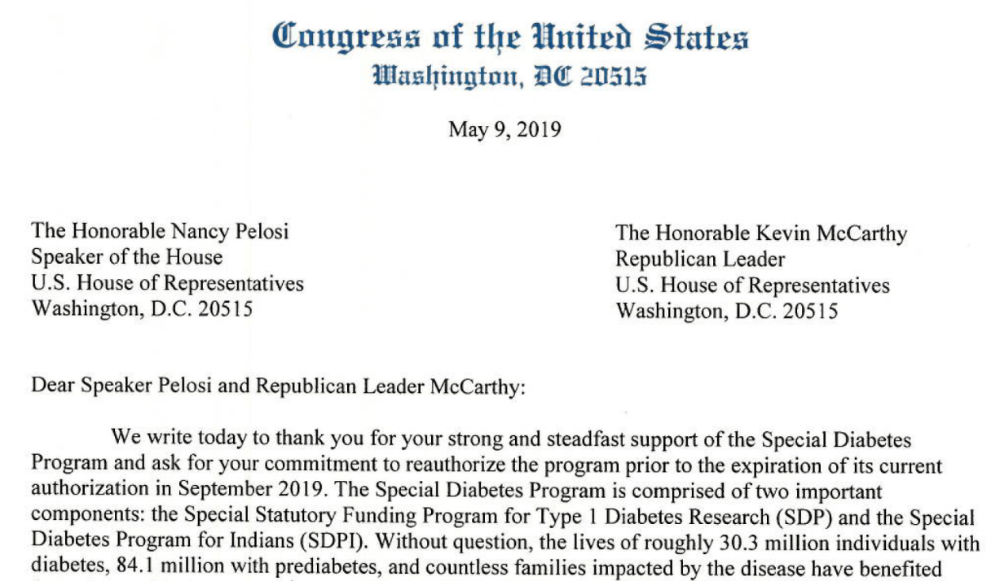 Congress of the United States
Washington, DC 20515
May 9, 2019
The Honorable Nancy Pelosi
Speaker of the House
U.S. House of Representatives
Washington, D.C. 20515
The Honorable Kevin McCarthy
Republican Leader
U.S. House of Representatives
Washington, D.C. 20515
Dear Speaker Pelosi and Republican Leader McCarthy:
We write today to thank you for your strong and steadfast support of the Special Diabetes
Program and ask for your commitment to reauthorize the program prior to the expiration of its current
authorization in September 2019. The Special Diabetes Program is comprised of two important
components: the Special Statutory Funding Program for Type 1 Diabetes Research (SDP) and the Special
Diabetes Program for Indians (SDPI). Without question, the lives of roughly 30.3 million individuals with
diabetes, 84.1 million with prediabetes, and countless families impacted by the disease have benefited